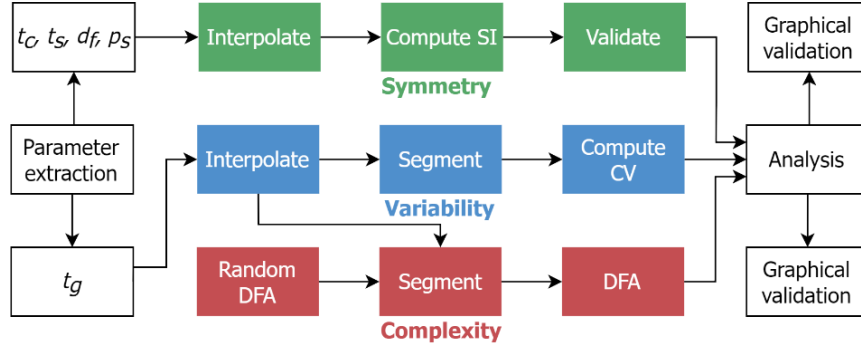 t_c, t_s, d_f, p_s
Interpolate
Compute SI
Validate
Graphical
validation
Symmetry
Parameter
extraction
Interpolate
Segment
Compute
CV
Analysis
Variability
t_g
Random
DFA
Segment
DFA
Graphical
validation
Complexity